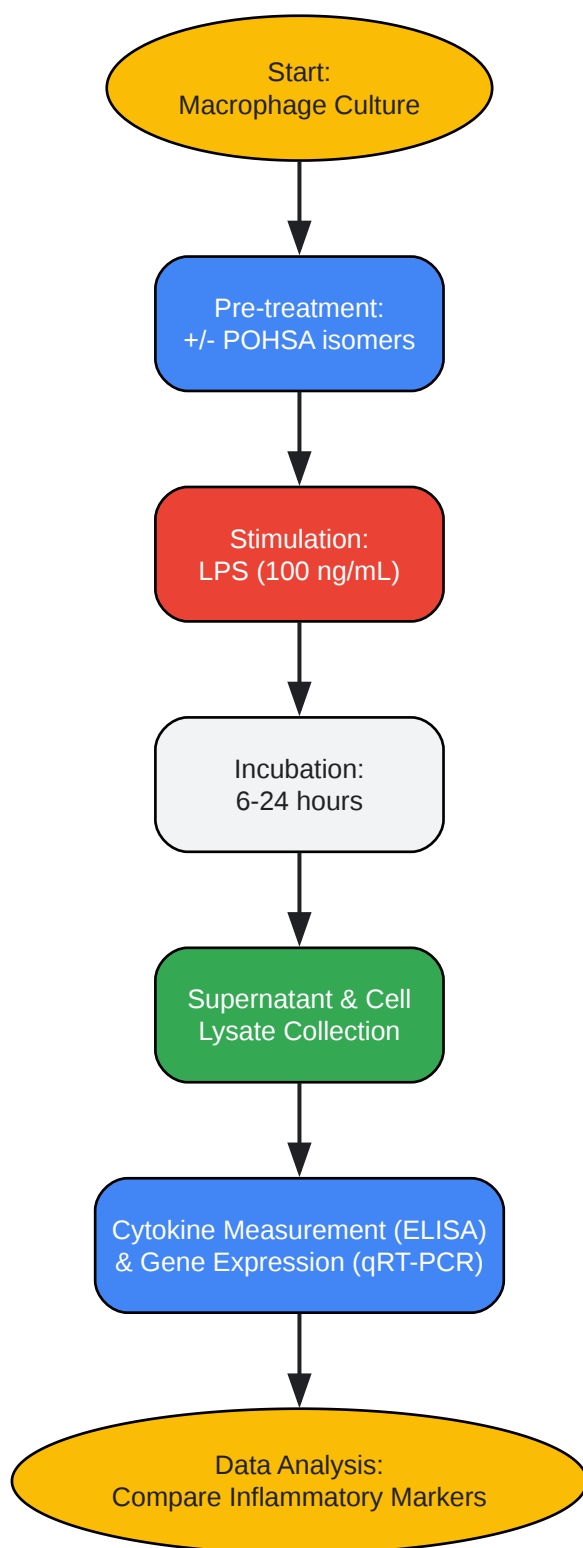 Start:
Macrophage Culture
Pre-treatment:
+/- POHSA isomers
Stimulation:
LPS (100 ng/mL)
Incubation:
6-24 hours
Supernatant & Cell
Lysate Collection
Cytokine Measurement (ELISA)
& Gene Expression (qRT-PCR)
Data Analysis:
Compare Inflammatory Markers